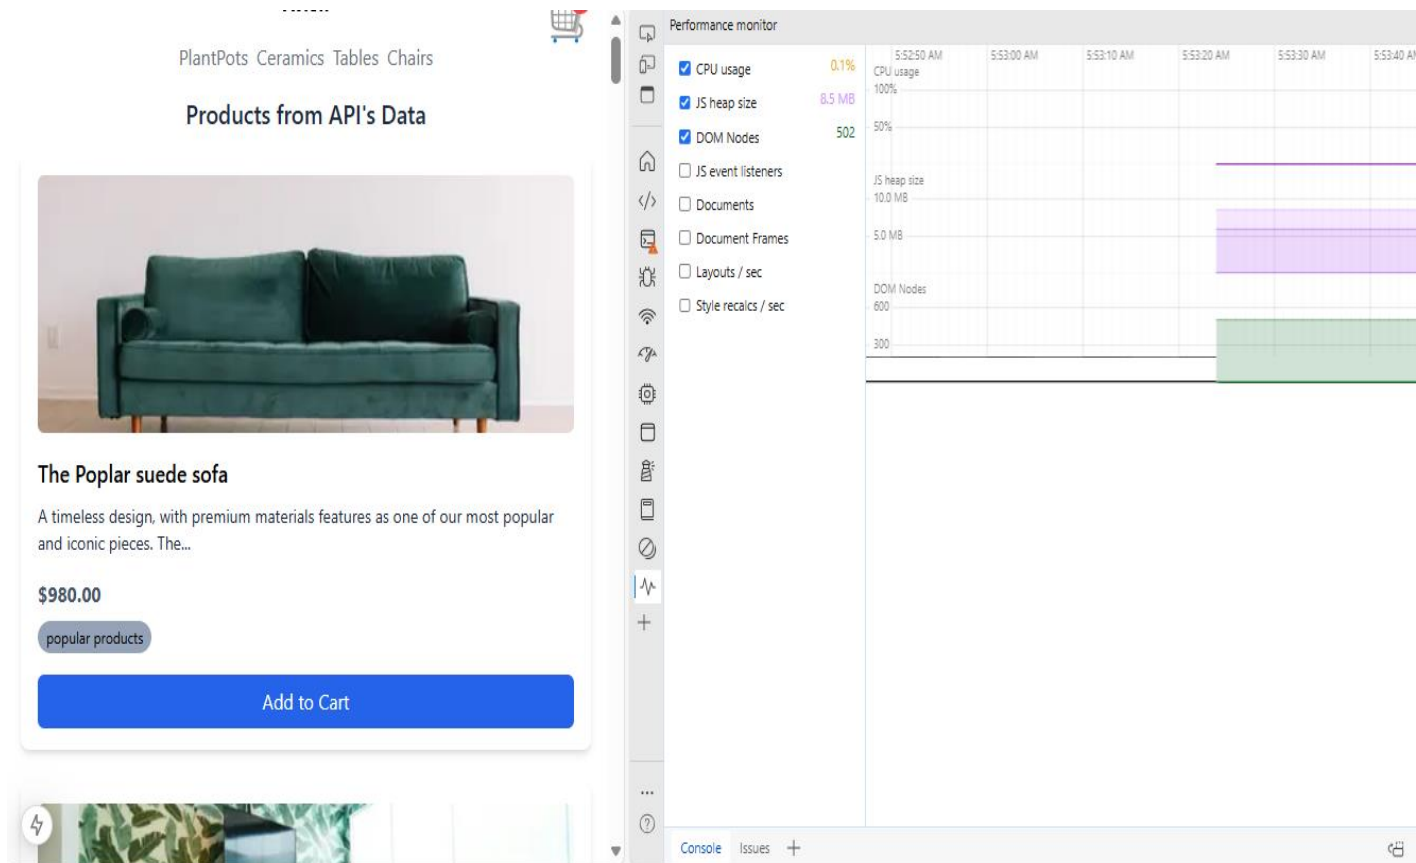 PlantPots Ceramics Tables Chairs
Products from API's Data
The Poplar suede sofa
A timeless design, with premium materials features as one of our most popular
and iconic pieces. The...
$980.00
popular products
Add to Cart
Performance monitor
CPU usage 0.1%
JS heap size 8.5 MB
DOM Nodes 502
JS event listeners
Documents
Document Frames
Layouts / sec
Style recalcs / sec
5:52:50 AM 5:53:00 AM 5:53:10 AM 5:53:20 AM 5:53:30 AM 5:53:40 AM
CPU usage
100%
50%
JS heap size
10.0 MB
5.0 MB
DOM Nodes
600
300
Console Issues